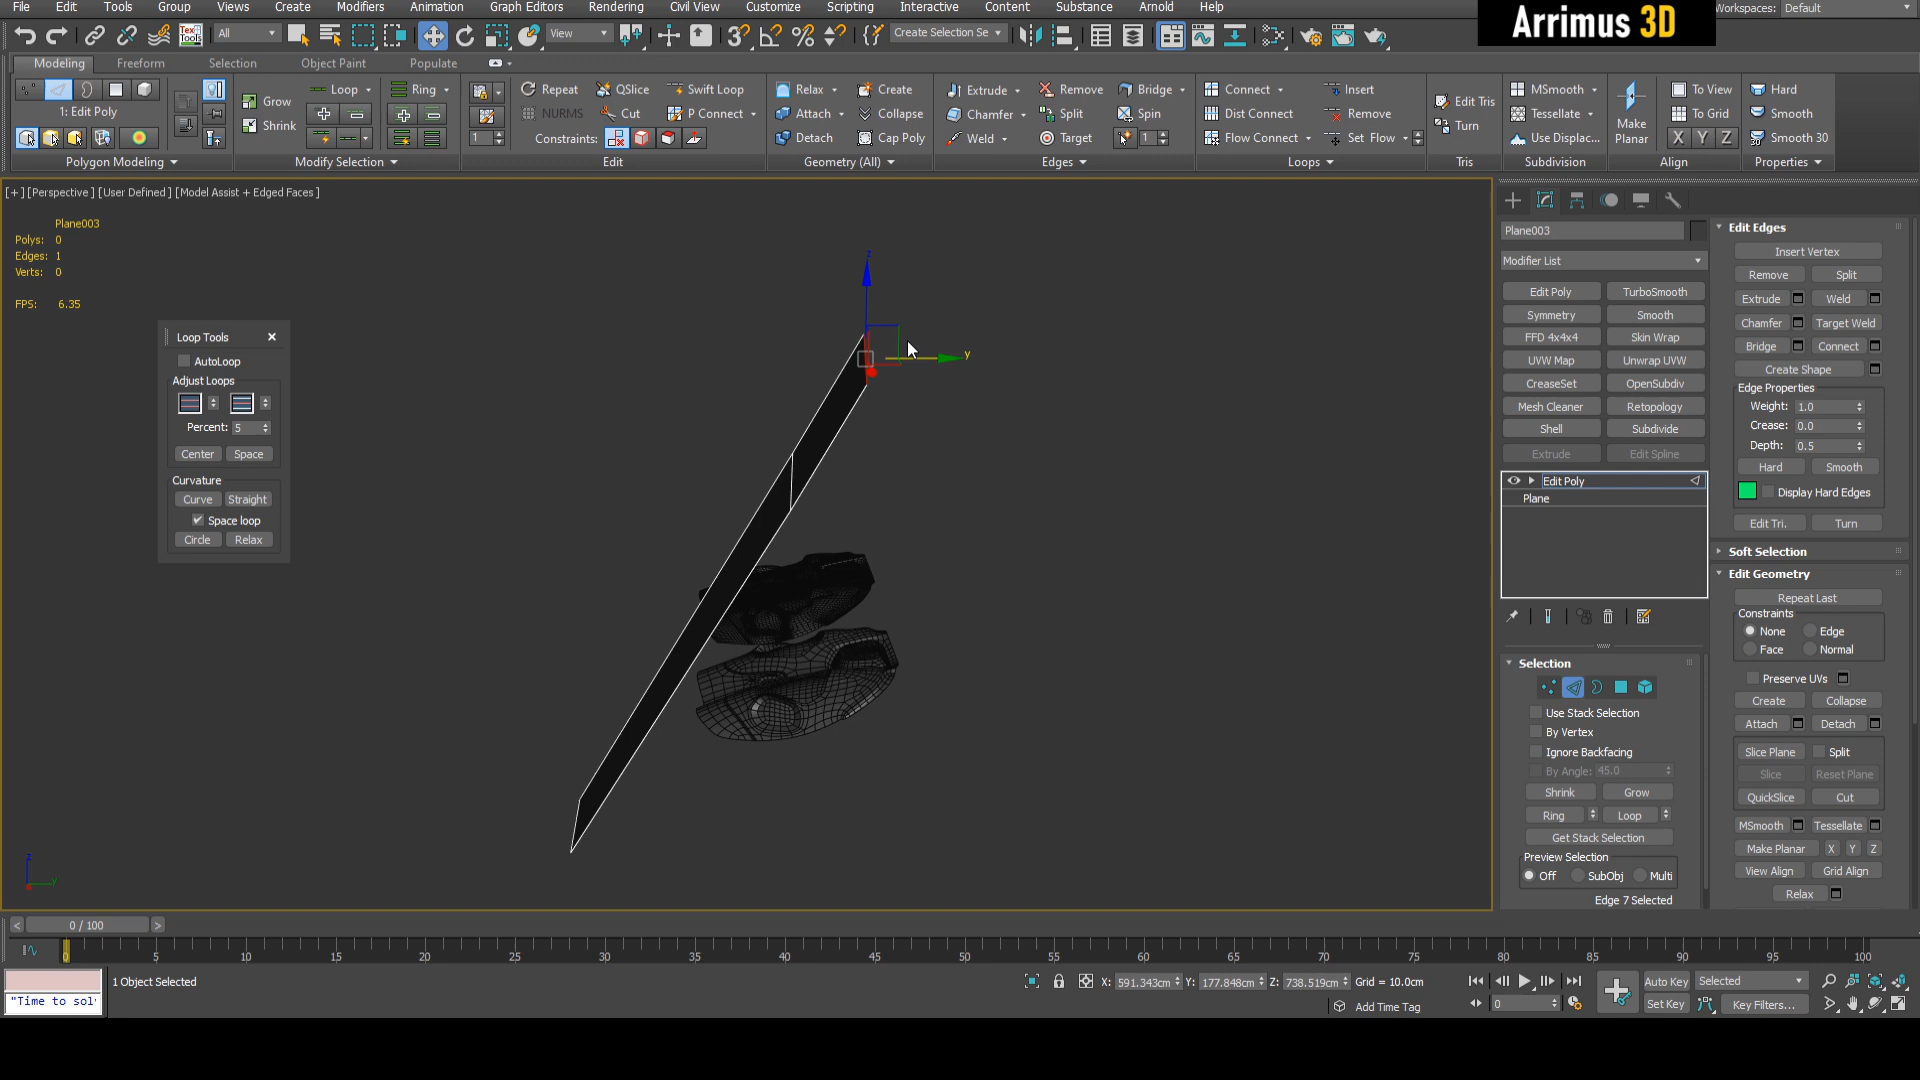 File Edit Tools Group Views Create Modifiers Animation Graph Editors Rendering Civil View Customize Scripting Interactive Content Substance Arnold Help
Workspaces: Default
Arrimus 3D
All View Create Selection Se
Modeling Freeform Selection Object Paint Populate
1: Edit Poly
Grow
Shrink
Loop Ring
Repeat QSlice Swift Loop
NURMS Cut P Connect
Constraints:
1
Relax Create
Attach Collapse
Detach Cap Poly
Extrude Remove Bridge
Chamfer Split Spin
Weld Target 1
Connect Insert
Dist Connect Remove
Flow Connect Set Flow
Edit Tris
Turn
MSmooth
Tessellate
Use Displac...
Make
Planar
To View
To Grid
X Y Z
Hard
Smooth
Smooth 30
Polygon Modeling Modify Selection Edit Geometry (All) Edges Loops Tris Subdivision Align Properties
[+] [Perspective] [User Defined] [Model Assist + Edged Faces]
Plane003
Polys: 0
Edges: 1
Verts: 0
FPS: 6.35
Loop Tools
AutoLoop
Adjust Loops
Percent: 5
Center Space
Curvature
Curve Straight
Space loop
Circle Relax
z
y
z
y
Plane003
Modifier List
Edit Poly TurboSmooth
Symmetry Smooth
FFD 4x4x4 Skin Wrap
UVW Map Unwrap UVW
CreaseSet OpenSubdiv
Mesh Cleaner Retopology
Shell Subdivide
Extrude Edit Spline
Edit Poly
Plane
Selection
Use Stack Selection
By Vertex
Ignore Backfacing
By Angle: 45.0
Shrink Grow
Ring Loop
Get Stack Selection
Preview Selection
Off SubObj Multi
Edge 7 Selected
Edit Edges
Insert Vertex
Remove Split
Extrude Weld
Chamfer Target Weld
Bridge Connect
Create Shape
Edge Properties
Weight: 1.0
Crease: 0.0
Depth: 0.5
Hard Smooth
Display Hard Edges
Edit Tri. Turn
Soft Selection
Edit Geometry
Repeat Last
Constraints
None Edge
Face Normal
Preserve UVs
Create Collapse
Attach Detach
Slice Plane Split
Slice Reset Plane
QuickSlice Cut
MSmooth Tessellate
Make Planar X Y Z
View Align Grid Align
Relax
< 0 / 100 >
0 5 10 15 20 25 30 35 40 45 50 55 60 65 70 75 80 85 90 95 100
1 Object Selected
"Time to sol
X: 591.343cm Y: 177.848cm Z: 738.519cm Grid = 10.0cm
Add Time Tag
0
Auto Key Selected
Set Key Key Filters...